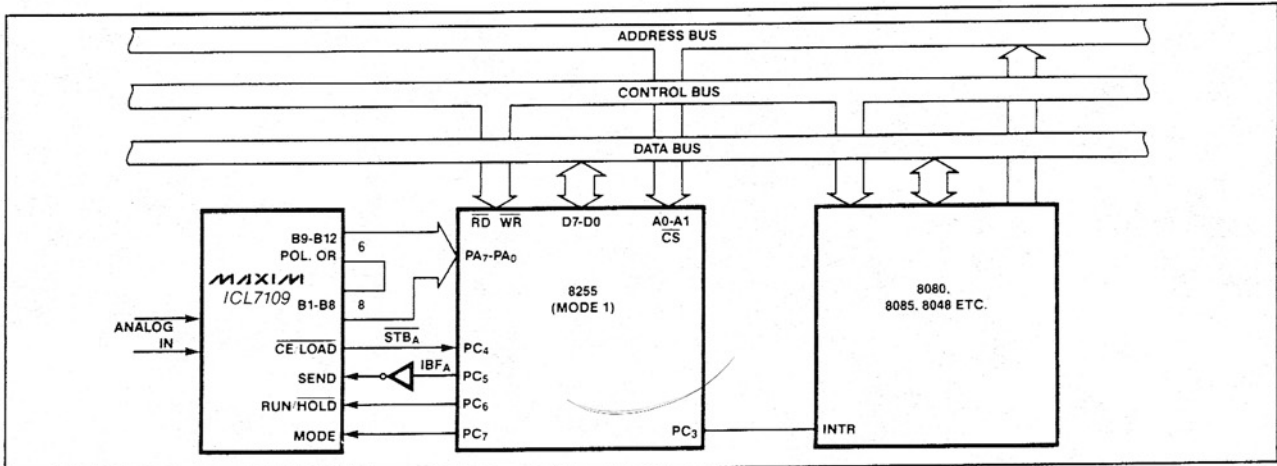 ADDRESS BUS
CONTROL BUS
DATA BUS
B9-B12
POL. OR
6
MAXIM
ICL7109
B1-B8
8
ANALOG
IN
CE/LOAD
STBA
SEND
IBFA
RUN/HOLD
MODE
RD WR
D7-D0
A0-A1
CS
PA7-PA0
8255
(MODE 1)
PC4
PC5
PC6
PC7
PC3
8080,
8085, 8048 ETC.
INTR